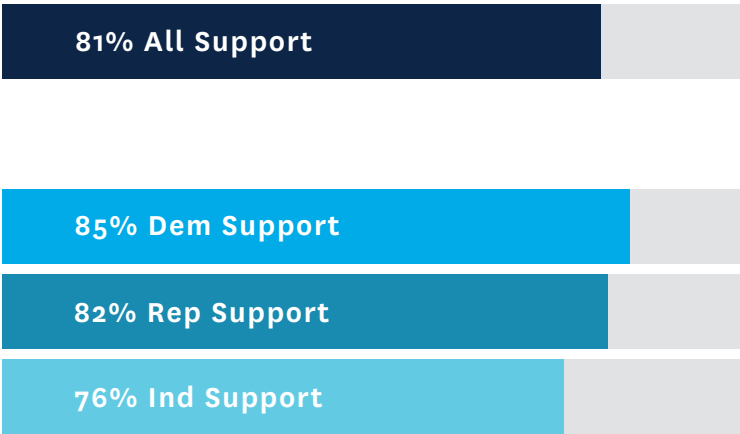 81% All Support
85% Dem Support
82% Rep Support
76% Ind Support